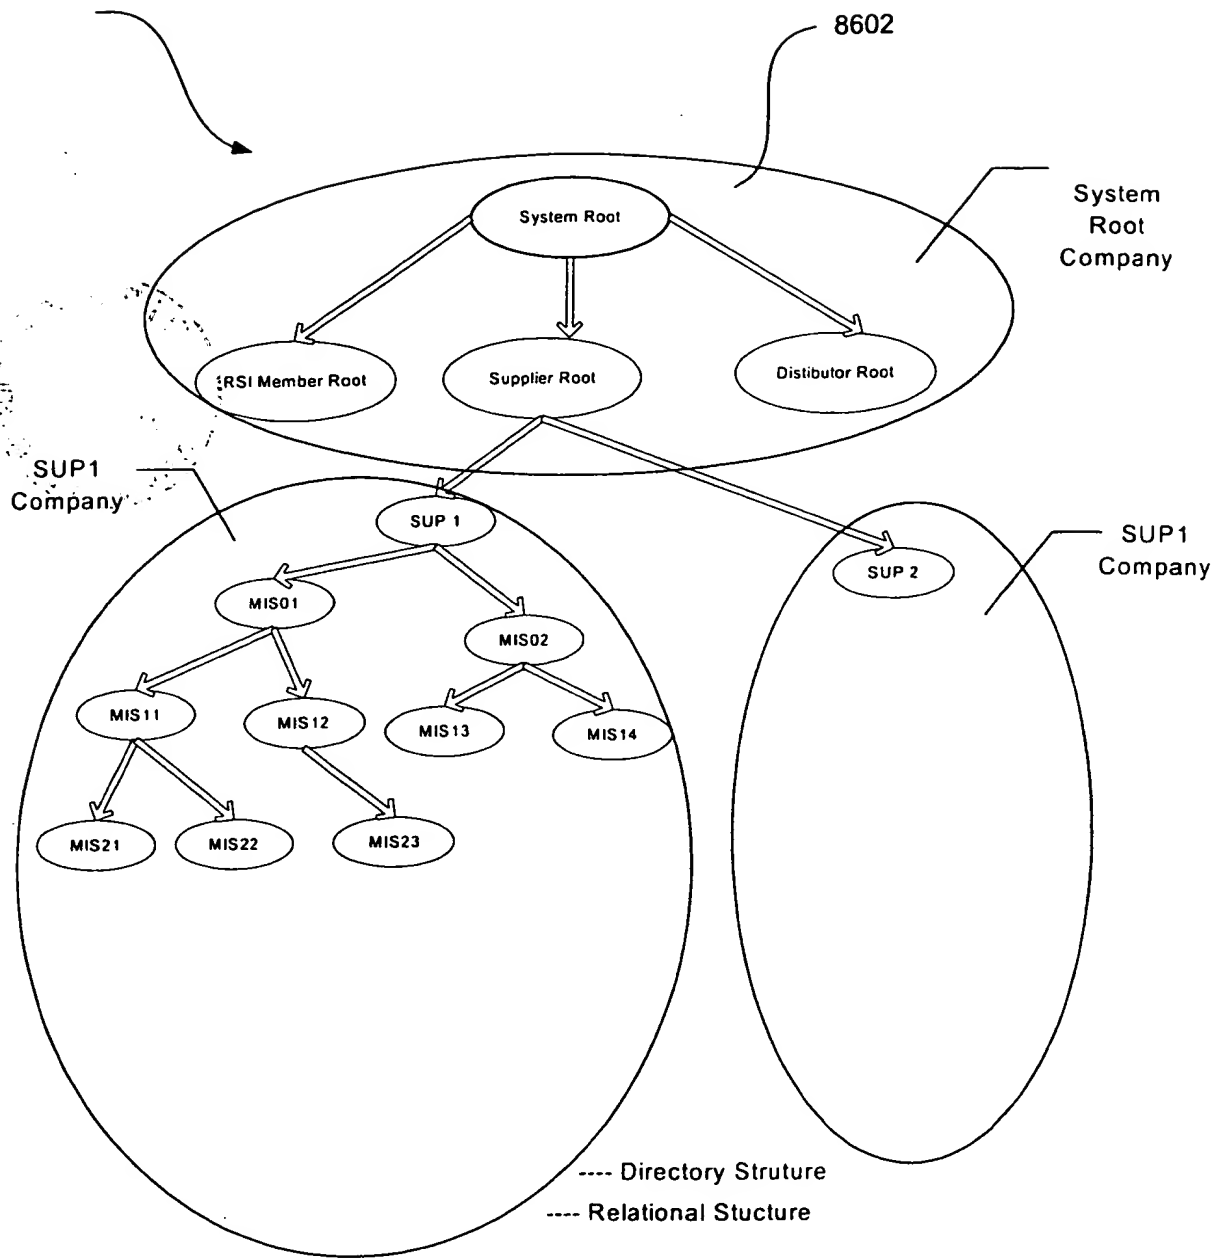 8602
System Root
System
Root
Company
RSI Member Root
Supplier Root
Distibutor Root
SUP1
Company
SUP 1
SUP1
Company
SUP 2
MIS01
MIS02
MIS11
MIS12
MIS13
MIS14
MIS21
MIS22
MIS23
---- Directory Struture
---- Relational Stucture